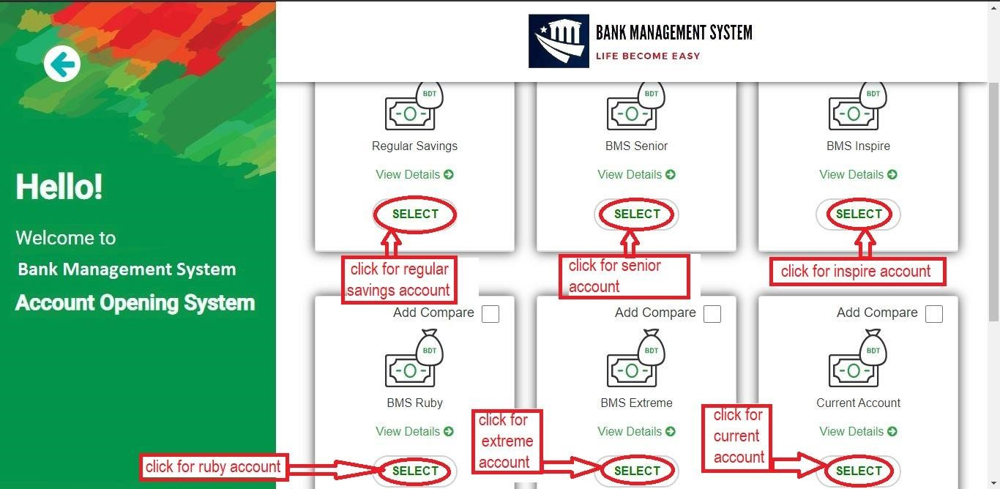 BANK MANAGEMENT SYSTEM
LIFE BECOME EASY
Hello!
Welcome to
Bank Management System
Account Opening System
BDT
Regular Savings
View Details
SELECT
click for regular
savings account
BDT
BMS Senior
View Details
SELECT
click for senior
account
BDT
BMS Inspire
View Details
SELECT
click for inspire account
Add Compare
BDT
BMS Ruby
View Details
SELECT
click for ruby account
Add Compare
BDT
BMS Extreme
View Details
SELECT
click for
extreme
account
Add Compare
BDT
Current Account
View Details
SELECT
click for
current
account